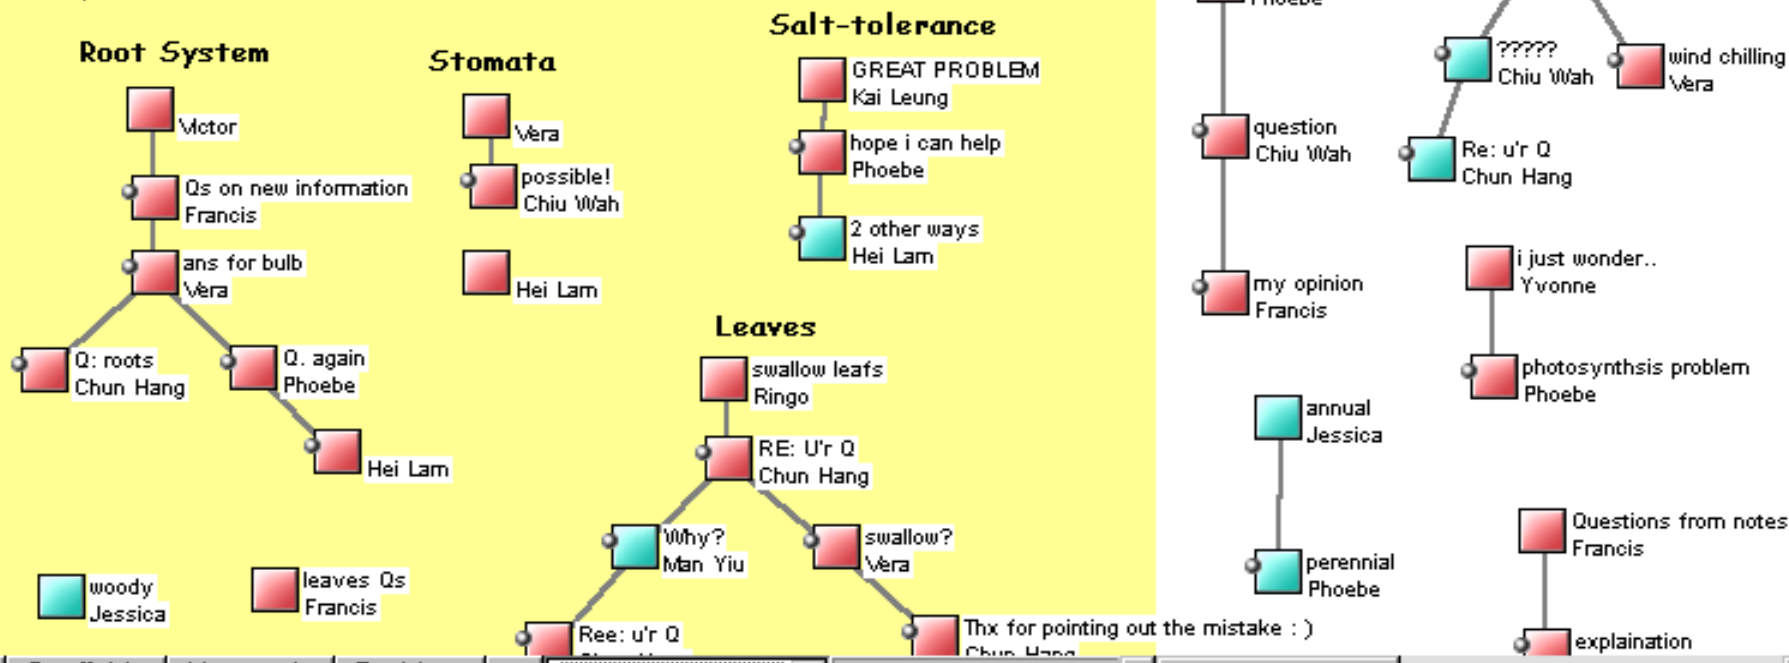 Root System
Victor
Qs on new information
Francis
ans for bulb
Vera
Q: roots
Chun Hang
Q. again
Phoebe
Hei Lam
woody
Jessica
leaves Qs
Francis
Stomata
Vera
possible!
Chiu Wah
Hei Lam
Salt-tolerance
GREAT PROBLEM
Kai Leung
hope i can help
Phoebe
2 other ways
Hei Lam
Leaves
swallow leafs
Ringo
RE: U'r Q
Chun Hang
Why?
Man Yiu
swallow?
Vera
Ree: u'r Q
Thx for pointing out the mistake : )
Chun Hang
Phoebe
question
Chiu Wah
my opinion
Francis
?????
Chiu Wah
wind chilling
Vera
Re: u'r Q
Chun Hang
i just wonder..
Yvonne
photosynthsis problem
Phoebe
annual
Jessica
perennial
Phoebe
Questions from notes
Francis
explaination